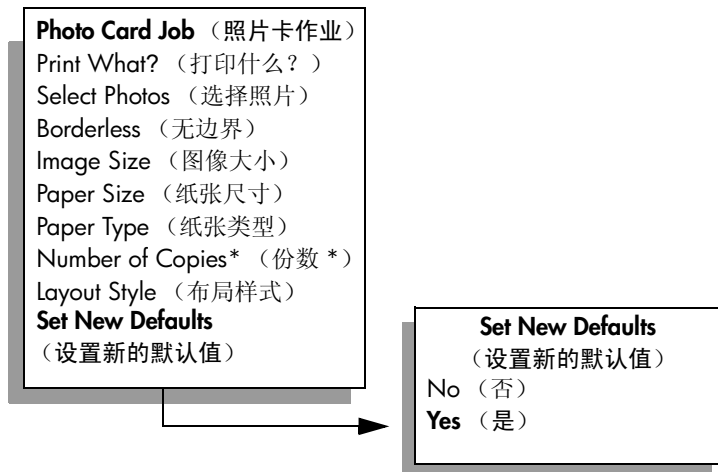 Photo Card Job （照片卡作业）
Print What? （打印什么？）
Select Photos （选择照片）
Borderless （无边界）
Image Size （图像大小）
Paper Size （纸张尺寸）
Paper Type （纸张类型）
Number of Copies* （份数 *）
Layout Style （布局样式）
Set New Defaults
（设置新的默认值）
Set New Defaults
（设置新的默认值）
No （否）
Yes （是）